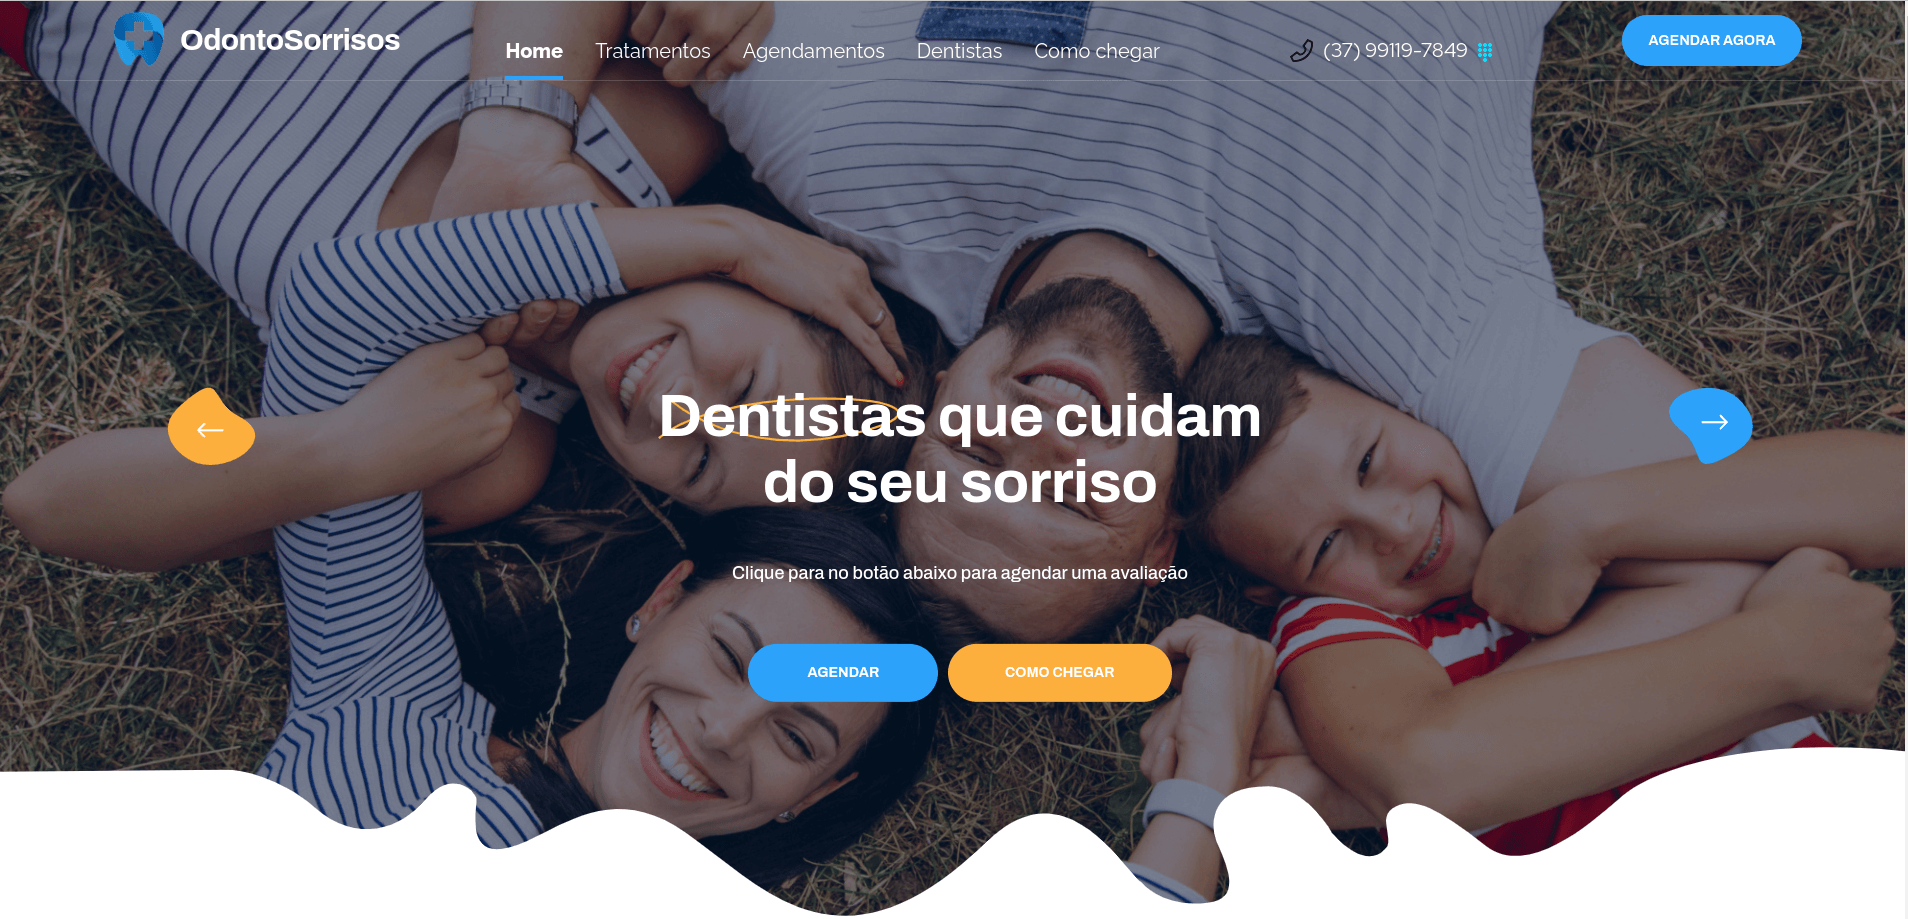 OdontoSorrisos
Home Tratamentos Agendamentos Dentistas Como chegar
(37) 99119-7849
AGENDAR AGORA
Dentistas que cuidam
do seu sorriso
Clique para no botão abaixo para agendar uma avaliação
AGENDAR
COMO CHEGAR